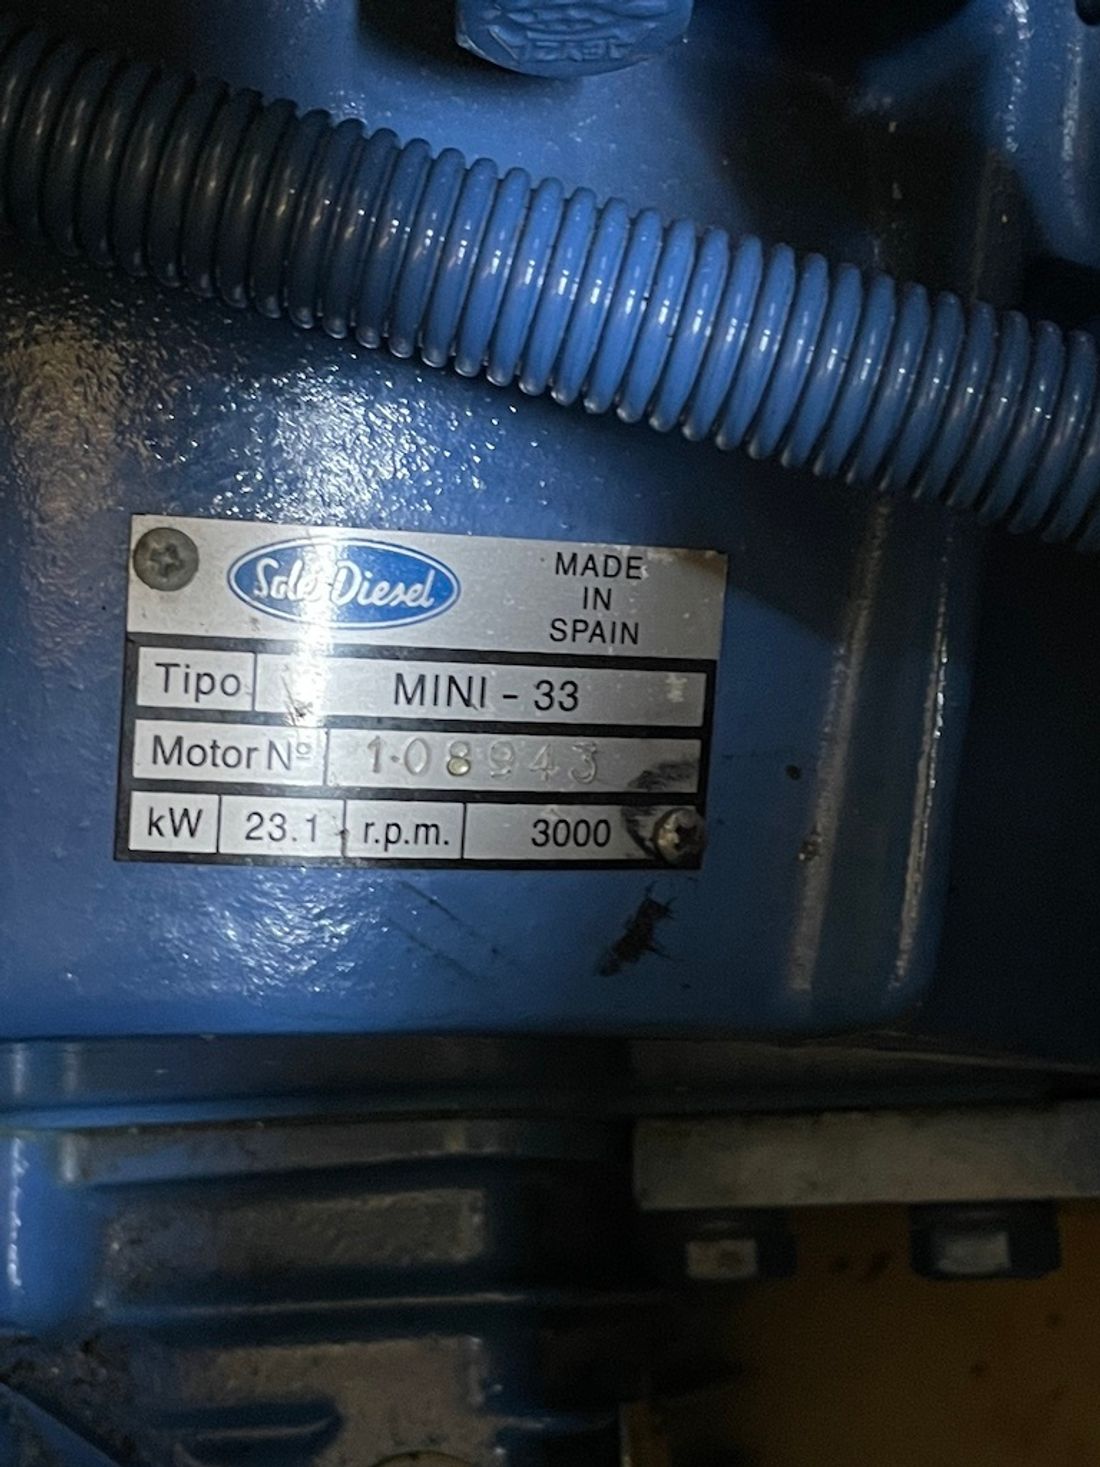 Solé Diesel
MADE
IN
SPAIN
Tipo MINI - 33
Motor Nº 1·08943
kW 23.1 r.p.m. 3000